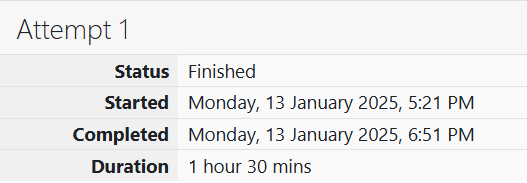 Attempt 1
Status Finished
Started Monday, 13 January 2025, 5:21 PM
Completed Monday, 13 January 2025, 6:51 PM
Duration 1 hour 30 mins